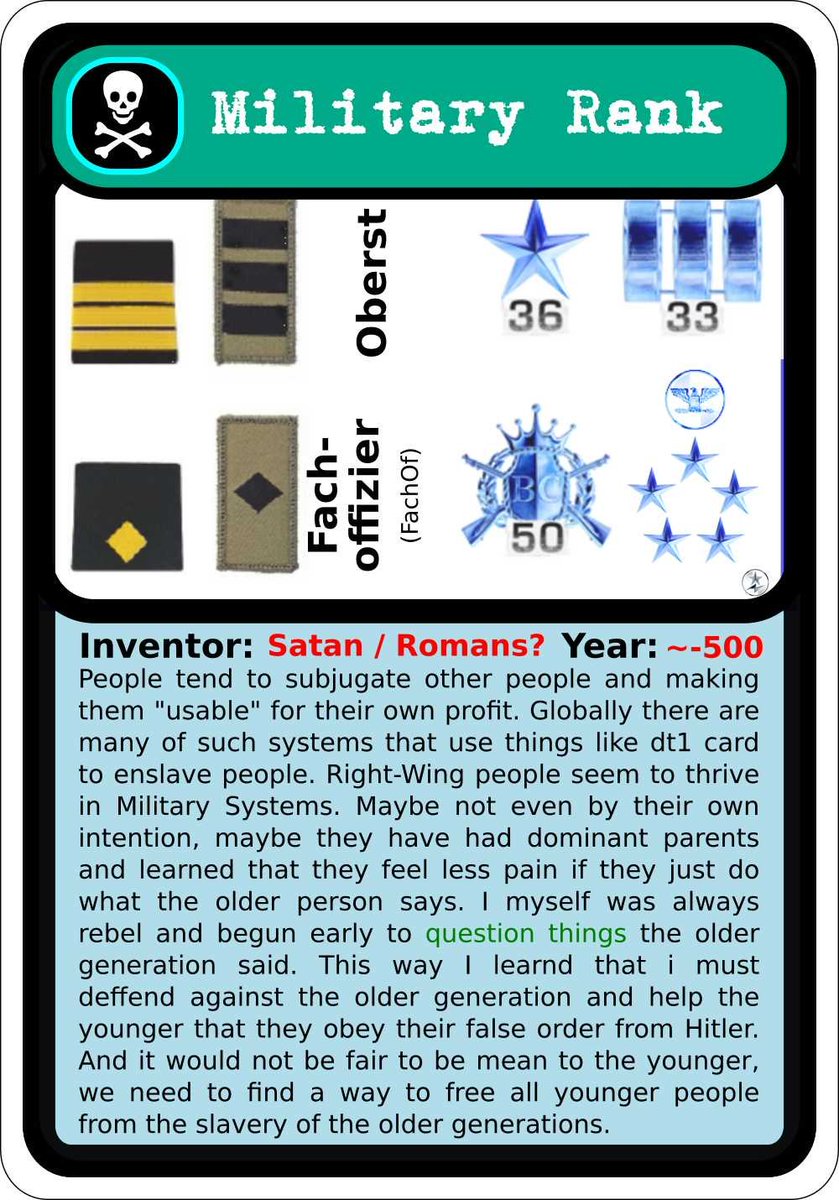 Military Rank
Oberst
36
33
Fach-
offizier
(FachOf)
BC
50
Inventor: Satan / Romans? Year: ~-500
People tend to subjugate other people and making
them "usable" for their own profit. Globally there are
many of such systems that use things like dt1 card
to enslave people. Right-Wing people seem to thrive
in Military Systems. Maybe not even by their own
intention, maybe they have had dominant parents
and learned that they feel less pain if they just do
what the older person says. I myself was always
rebel and begun early to question things the older
generation said. This way I learnd that i must
deffend against the older generation and help the
younger that they obey their false order from Hitler.
And it would not be fair to be mean to the younger,
we need to find a way to free all younger people
from the slavery of the older generations.